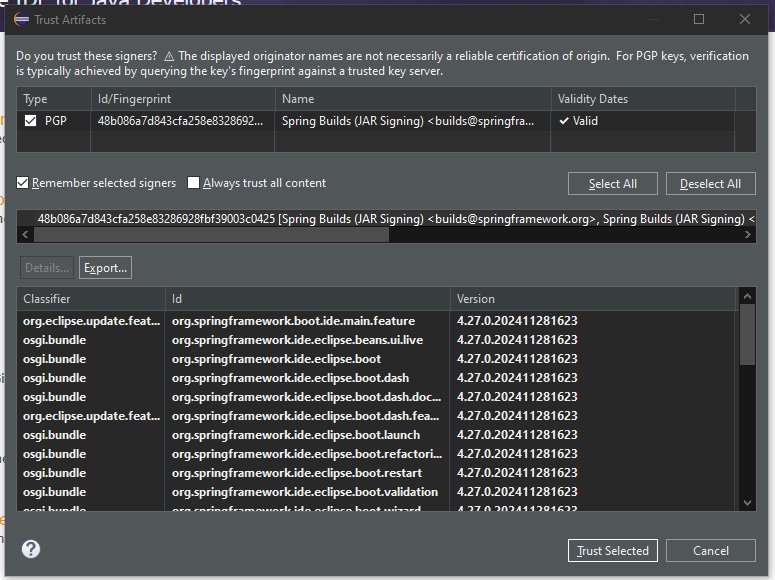 IDE for Java Developers
Trust Artifacts
Do you trust these signers? ⚠ The displayed originator names are not necessarily a reliable certification of origin. For PGP keys, verification
is typically achieved by querying the key's fingerprint against a trusted key server.
Type Id/Fingerprint Name Validity Dates
PGP 48b086a7d843cfa258e8328692... Spring Builds (JAR Signing) <builds@springfra... ✔ Valid
Remember selected signers Always trust all content Select All Deselect All
48b086a7d843cfa258e83286928fbf39003c0425 [Spring Builds (JAR Signing) <builds@springframework.org>, Spring Builds (JAR Signing) <
Details... Export...
Classifier Id Version
org.eclipse.update.feat... org.springframework.boot.ide.main.feature 4.27.0.202411281623
osgi.bundle org.springframework.ide.eclipse.beans.ui.live 4.27.0.202411281623
osgi.bundle org.springframework.ide.eclipse.boot 4.27.0.202411281623
osgi.bundle org.springframework.ide.eclipse.boot.dash 4.27.0.202411281623
osgi.bundle org.springframework.ide.eclipse.boot.dash.doc... 4.27.0.202411281623
org.eclipse.update.feat... org.springframework.ide.eclipse.boot.dash.fea... 4.27.0.202411281623
osgi.bundle org.springframework.ide.eclipse.boot.launch 4.27.0.202411281623
osgi.bundle org.springframework.ide.eclipse.boot.refactori... 4.27.0.202411281623
osgi.bundle org.springframework.ide.eclipse.boot.restart 4.27.0.202411281623
osgi.bundle org.springframework.ide.eclipse.boot.validation 4.27.0.202411281623
osgi.bundle org.springframework.ide.eclipse.boot.wizard 4.27.0.202411281623
? Trust Selected Cancel